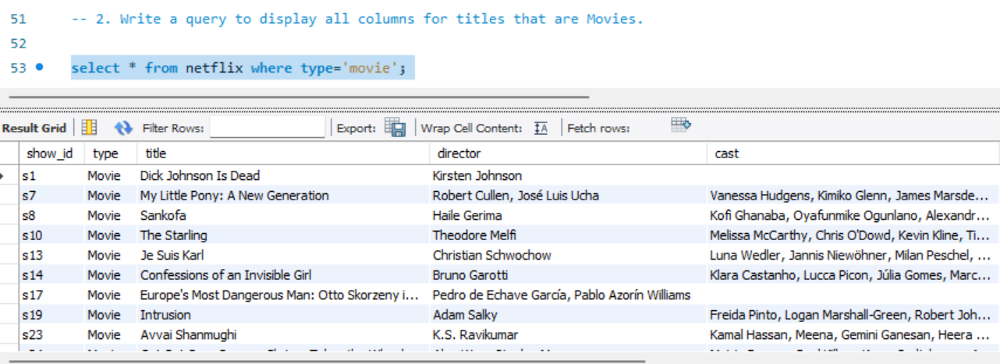 51 -- 2. Write a query to display all columns for titles that are Movies.
52
53 select * from netflix where type='movie';
Result Grid Filter Rows: Export: Wrap Cell Content: Fetch rows:
show_id type title director cast
s1 Movie Dick Johnson Is Dead Kirsten Johnson
s7 Movie My Little Pony: A New Generation Robert Cullen, José Luis Ucha Vanessa Hudgens, Kimiko Glenn, James Marsde...
s8 Movie Sankofa Haile Gerima Kofi Ghanaba, Oyafunmike Ogunlano, Alexandr...
s10 Movie The Starling Theodore Melfi Melissa McCarthy, Chris O'Dowd, Kevin Kline, Ti...
s13 Movie Je Suis Karl Christian Schwochow Luna Wedler, Jannis Niewöhner, Milan Peschel, ...
s14 Movie Confessions of an Invisible Girl Bruno Garotti Klara Castanho, Lucca Picon, Júlia Gomes, Marc...
s17 Movie Europe's Most Dangerous Man: Otto Skorzeny i... Pedro de Echave García, Pablo Azorín Williams
s19 Movie Intrusion Adam Salky Freida Pinto, Logan Marshall-Green, Robert Joh...
s23 Movie Avvai Shanmughi K.S. Ravikumar Kamal Hassan, Meena, Gemini Ganesan, Heera ...